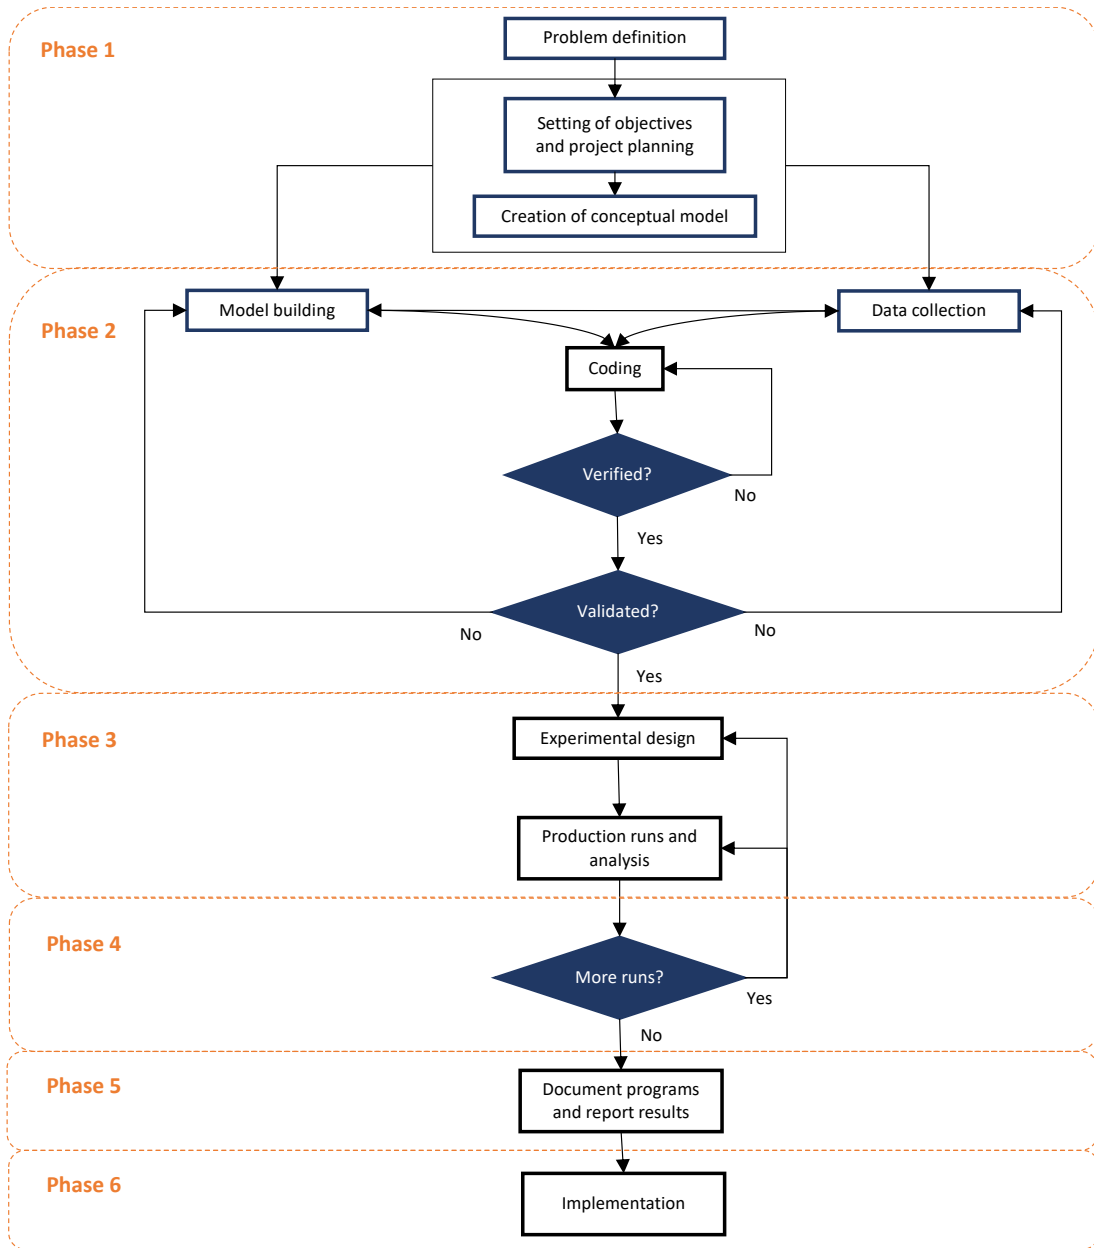 Phase 1
Problem definition
Setting of objectives
and project planning
Creation of conceptual model
Phase 2
Model building
Data collection
Coding
Verified?
No
Yes
Validated?
No
No
Yes
Phase 3
Experimental design
Production runs and
analysis
Phase 4
More runs?
Yes
No
Phase 5
Document programs
and report results
Phase 6
Implementation